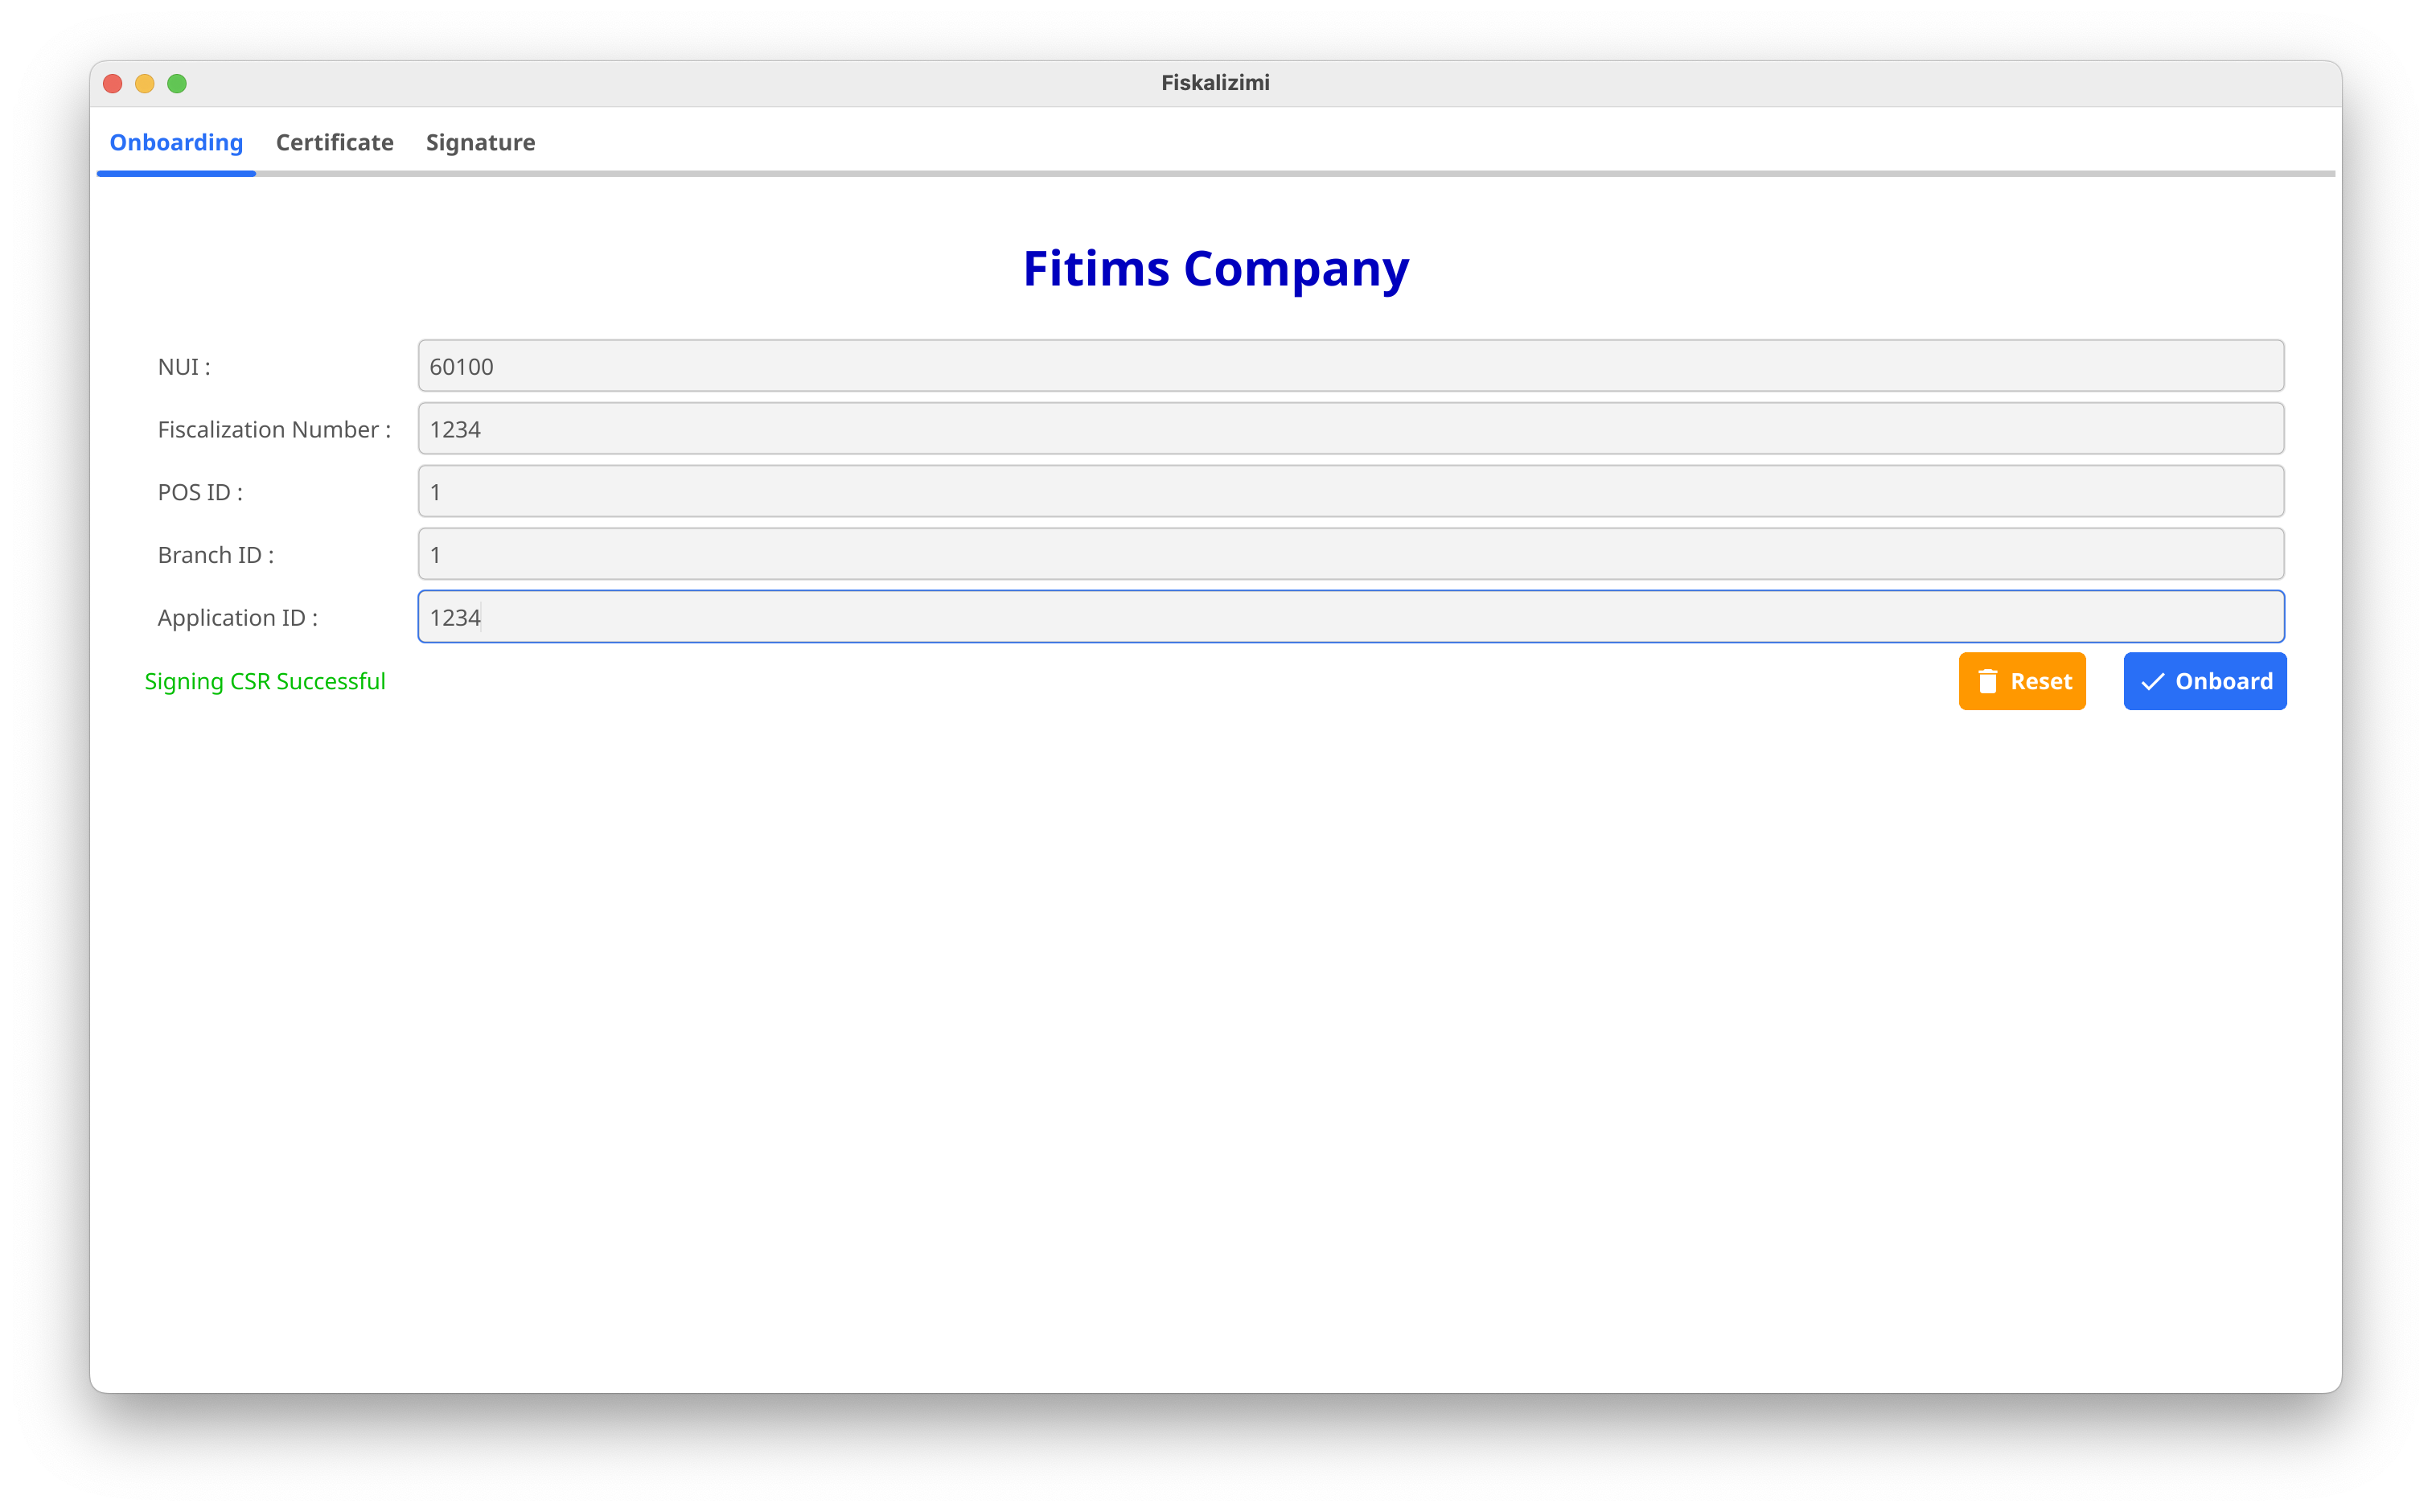 Fiskalizimi
Onboarding Certificate Signature
Fitims Company
NUI : 60100
Fiscalization Number : 1234
POS ID : 1
Branch ID : 1
Application ID : 1234
Signing CSR Successful Reset Onboard